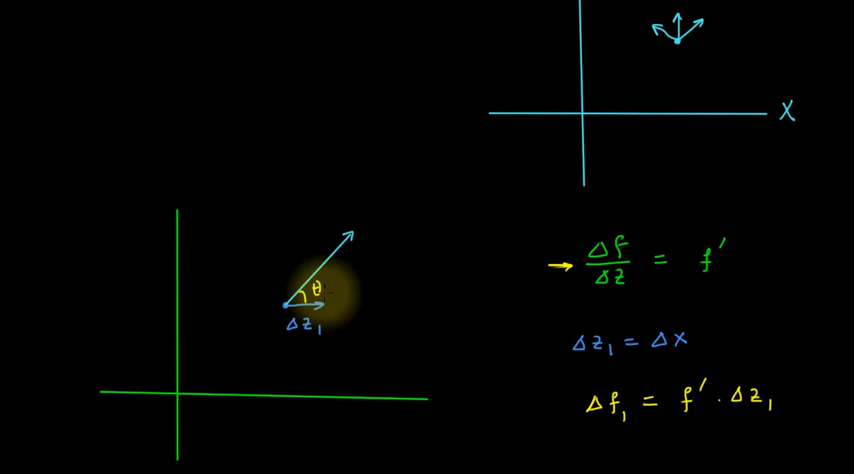 X
θ
Δz₁
→ Δf/Δz = f′
Δz₁ = Δx
Δf₁ = f′ · Δz₁